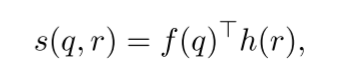 s(q, r) = f(q)^⊤ h(r),